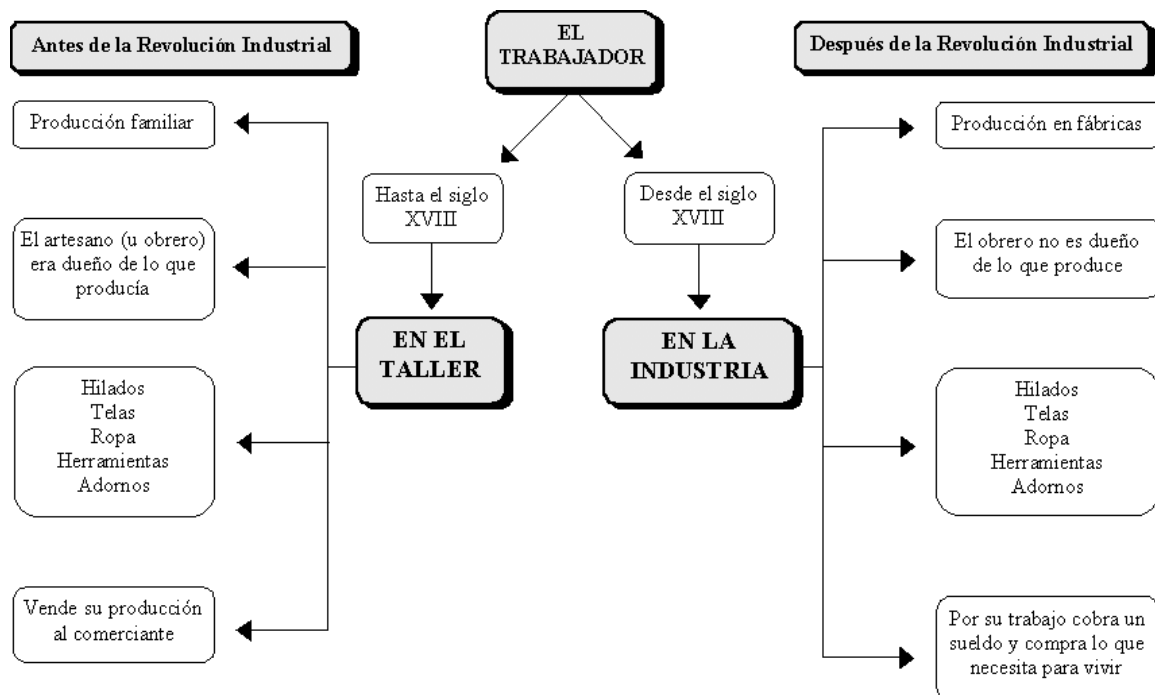 Antes de la Revolución Industrial
EL
TRABAJADOR
Después de la Revolución Industrial
Producción familiar
El artesano (u obrero)
era dueño de lo que
producía
Hilados
Telas
Ropa
Herramientas
Adornos
Vende su producción
al comerciante
Hasta el siglo
XVIII
EN EL
TALLER
Desde el siglo
XVIII
EN LA
INDUSTRIA
Producción en fábricas
El obrero no es dueño
de lo que produce
Hilados
Telas
Ropa
Herramientas
Adornos
Por su trabajo cobra un
sueldo y compra lo que
necesita para vivir